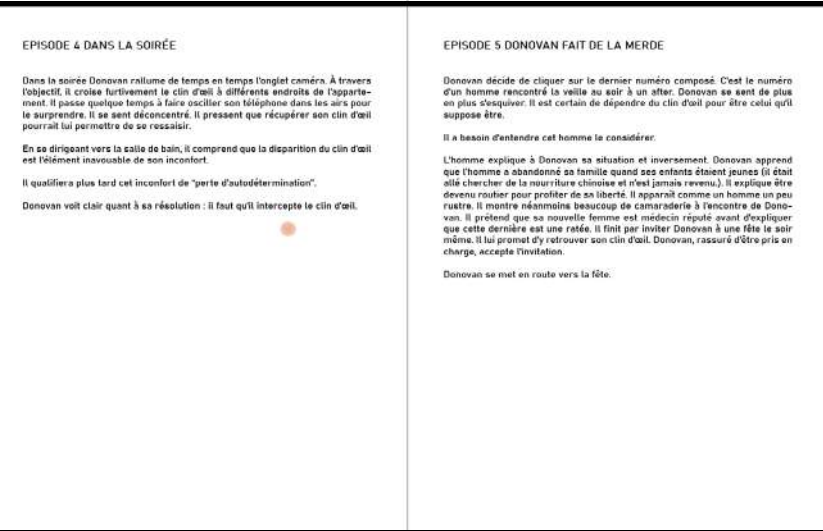 EPISODE 4 DANS LA SOIRÉE
Dans la soirée Donovan rallume de temps en temps l'onglet caméra. À travers
l'objectif, il croise furtivement le clin d'œil à différents endroits de l'apparte-
ment. Il passe quelque temps à faire osciller son téléphone dans les airs pour
le surprendre. Il se sent déconcentré. Il pressent que récupérer son clin d'œil
pourrait lui permettre de se ressaisir.
En se dirigeant vers la salle de bain, il comprend que la disparition du clin d'œil
est l'élément inavouable de son inconfort.
Il qualifiera plus tard cet inconfort de "perte d'autodétermination".
Donovan voit clair quant à sa résolution : il faut qu'il intercepte le clin d'œil.
EPISODE 5 DONOVAN FAIT DE LA MERDE
Donovan décide de cliquer sur le dernier numéro composé. C'est le numéro
d'un homme rencontré la veille au soir à un after. Donovan se sent de plus
en plus s'esquiver. Il est certain de dépendre du clin d'œil pour être celui qu'il
suppose être.
Il a besoin d'entendre cet homme le considérer.
L'homme explique à Donovan sa situation et inversement. Donovan apprend
que l'homme a abandonné sa famille quand ses enfants étaient jeunes (il était
allé chercher de la nourriture chinoise et n'est jamais revenu.). Il explique être
devenu routier pour profiter de sa liberté. Il apparaît comme un homme un peu
rustre. Il montre néanmoins beaucoup de camaraderie à l'encontre de Dono-
van. Il prétend que sa nouvelle femme est médecin réputé avant d'expliquer
que cette dernière est une ratée. Il finit par inviter Donovan à une fête le soir
même. Il lui promet d'y retrouver son clin d'œil. Donovan, rassuré d'être pris en
charge, accepte l'invitation.
Donovan se met en route vers la fête.